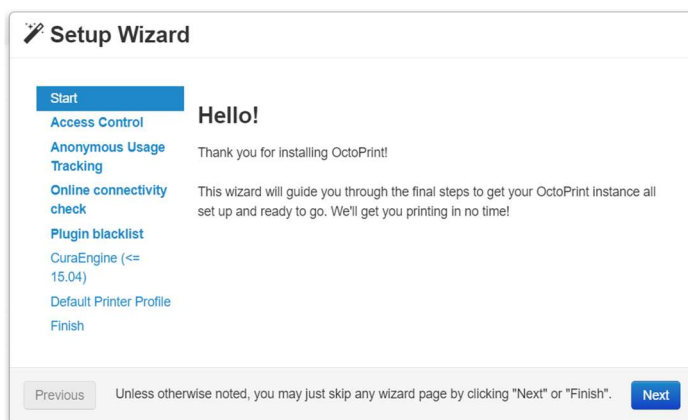 Setup Wizard
Start
Access Control
Anonymous Usage
Tracking
Online connectivity
check
Plugin blacklist
CuraEngine (<=
15.04)
Default Printer Profile
Finish
Hello!
Thank you for installing OctoPrint!
This wizard will guide you through the final steps to get your OctoPrint instance all
set up and ready to go. We'll get you printing in no time!
Previous
Unless otherwise noted, you may just skip any wizard page by clicking "Next" or "Finish".
Next